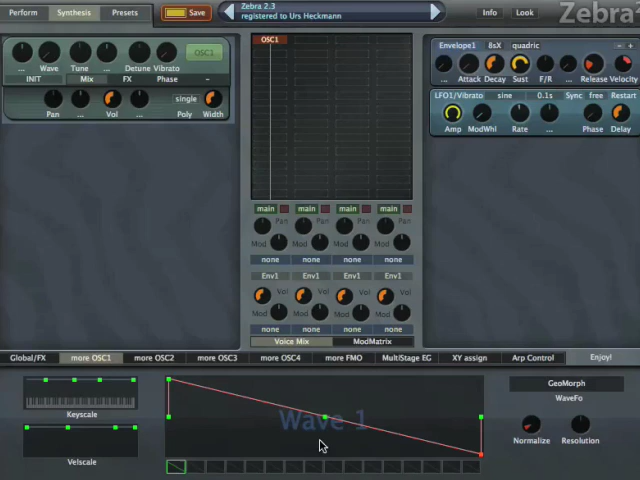 Perform Synthesis Presets Save
Zebra 2.3
registered to Urs Heckmann
Info Look Zebra2
... Wave Tune ... Detune Vibrato OSC1
INIT Mix FX Phase –
single
Pan ... Vol ... Poly Width
OSC1
Envelope1 8sX quadric – +
... Attack Decay Sust F/R ... Release Velocity
LFO1/Vibrato sine 0.1s Sync free Restart
Amp ModWhl Rate ... Phase Delay
main main main main
Pan Pan Pan Pan
Mod Mod Mod Mod
none none none none
Env1 Env1 Env1 Env1
Vol Vol Vol Vol
Mod Mod Mod Mod
none none none none
Voice Mix ModMatrix
Global/FX more OSC1 more OSC2 more OSC3 more OSC4 more FMO MultiStage EG XY assign Arp Control Enjoy!
Keyscale
Velscale
Wave 1
GeoMorph
WaveFo
Normalize Resolution